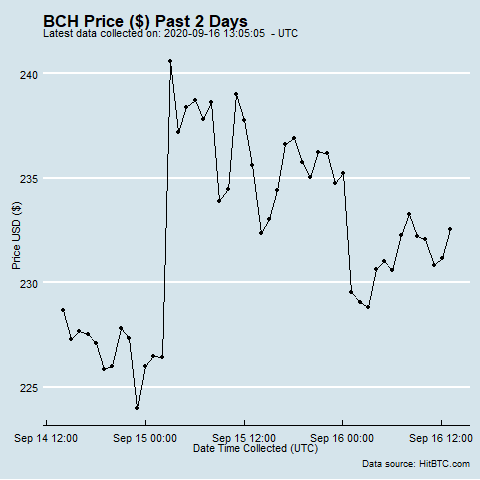 BCH Price ($) Past 2 Days
Latest data collected on: 2020-09-16 13:05:05 - UTC
240
235
230
225
Price USD ($)
Sep 14 12:00 Sep 15 00:00 Sep 15 12:00 Sep 16 00:00 Sep 16 12:00
Date Time Collected (UTC)
Data source: HitBTC.com